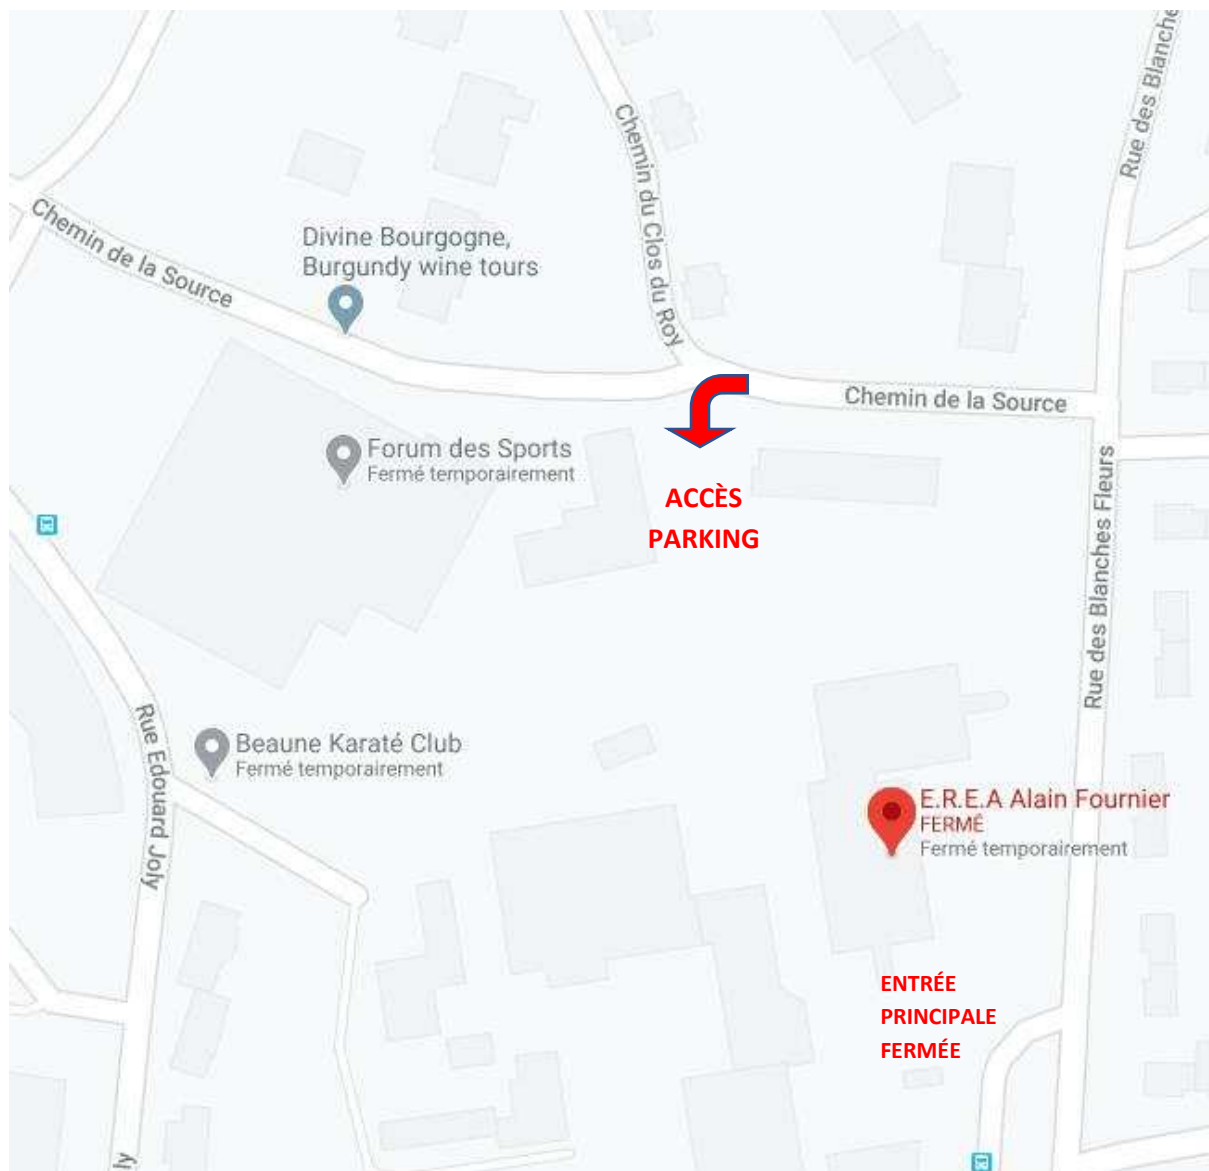 Rue des Blanche
Chemin du Clos du Roy
Chemin de la Source
Divine Bourgogne,
Burgundy wine tours
Chemin de la Source
Forum des Sports
Fermé temporairement
ACCÈS
PARKING
Rue des Blanches Fleurs
Rue Edouard Joly
Beaune Karaté Club
Fermé temporairement
E.R.E.A Alain Fournier
FERMÉ
Fermé temporairement
ENTRÉE
PRINCIPALE
FERMÉE
ly